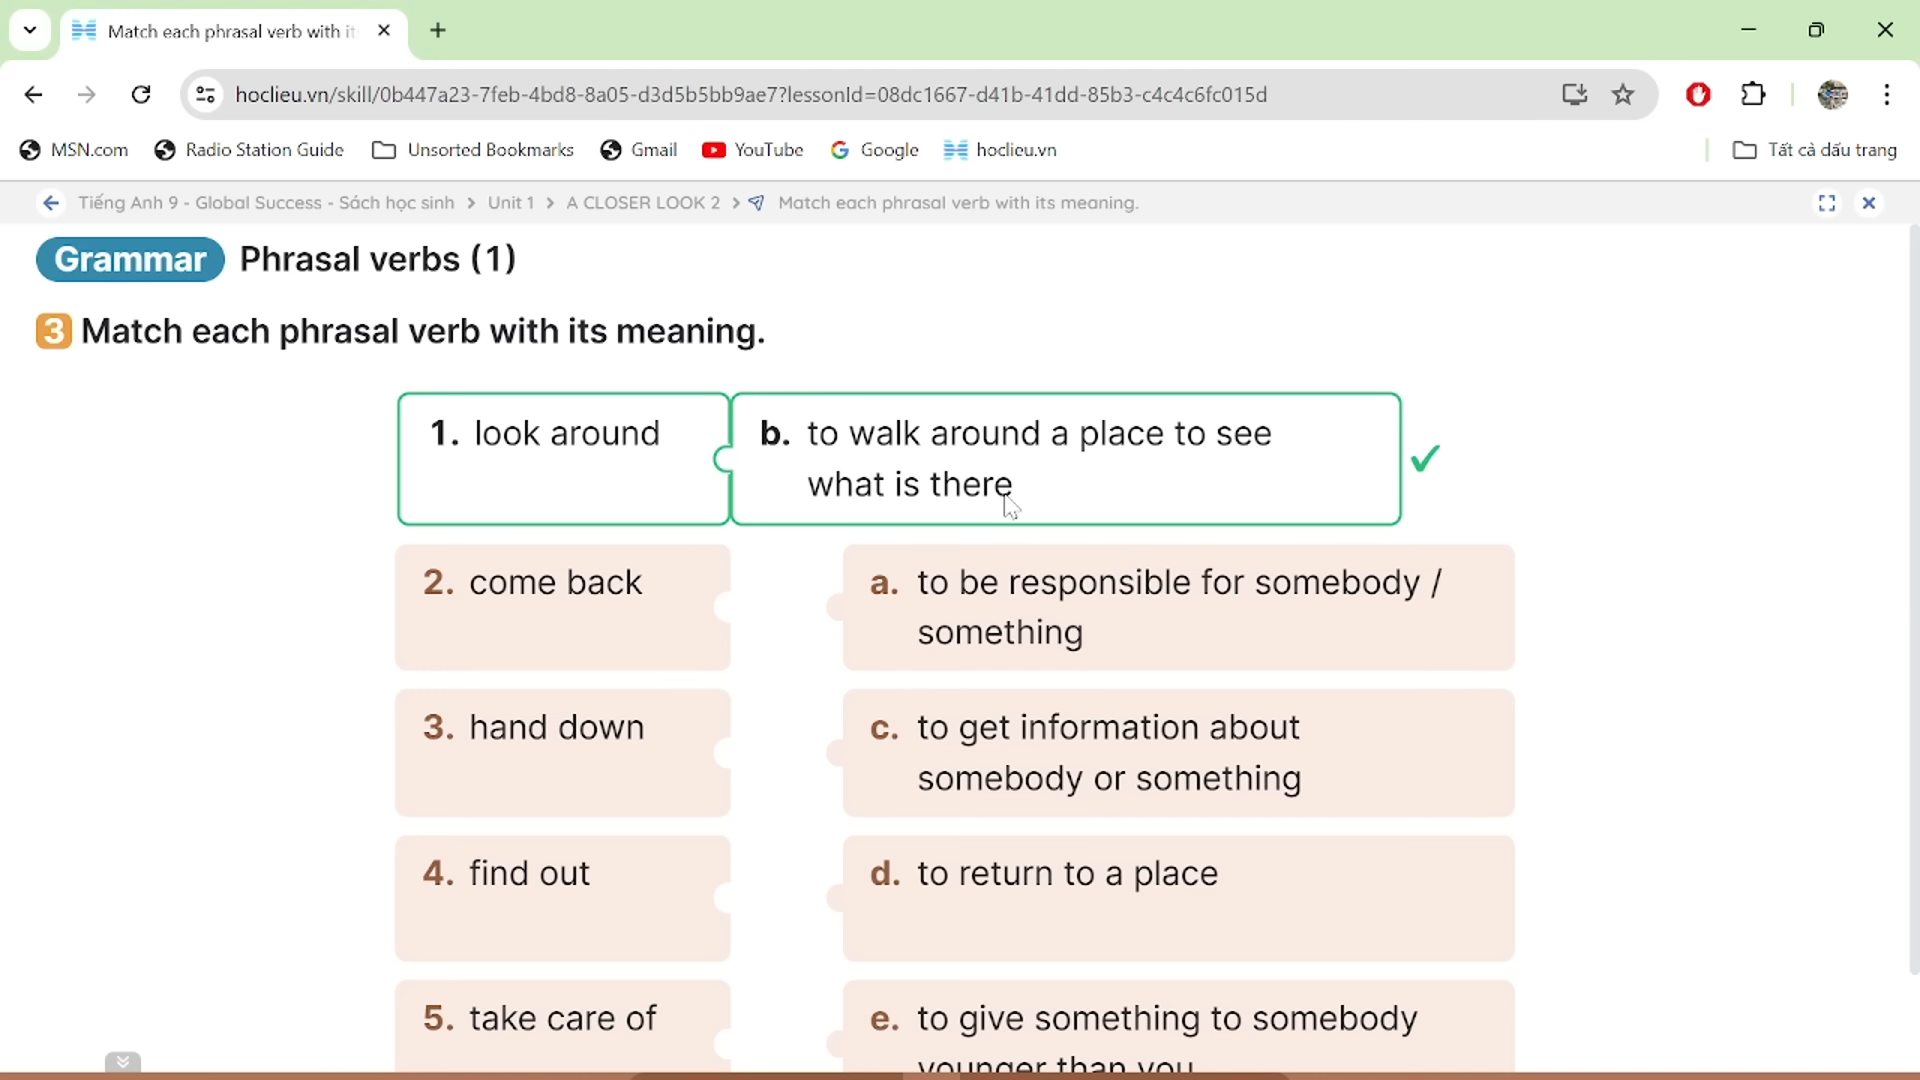 Match each phrasal verb with it
hoclieu.vn/skill/0b447a23-7feb-4bd8-8a05-d3d5b5bb9ae7?lessonId=08dc1667-d41b-41dd-85b3-c4c4c6fc015d
MSN.com Radio Station Guide Unsorted Bookmarks Gmail YouTube Google hoclieu.vn Tất cả dấu trang
Tiếng Anh 9 - Global Success - Sách học sinh > Unit 1 > A CLOSER LOOK 2 > Match each phrasal verb with its meaning.
Grammar Phrasal verbs (1)
3 Match each phrasal verb with its meaning.
1. look around b. to walk around a place to see
what is there
2. come back a. to be responsible for somebody /
something
3. hand down c. to get information about
somebody or something
4. find out d. to return to a place
5. take care of e. to give something to somebody
younger than you